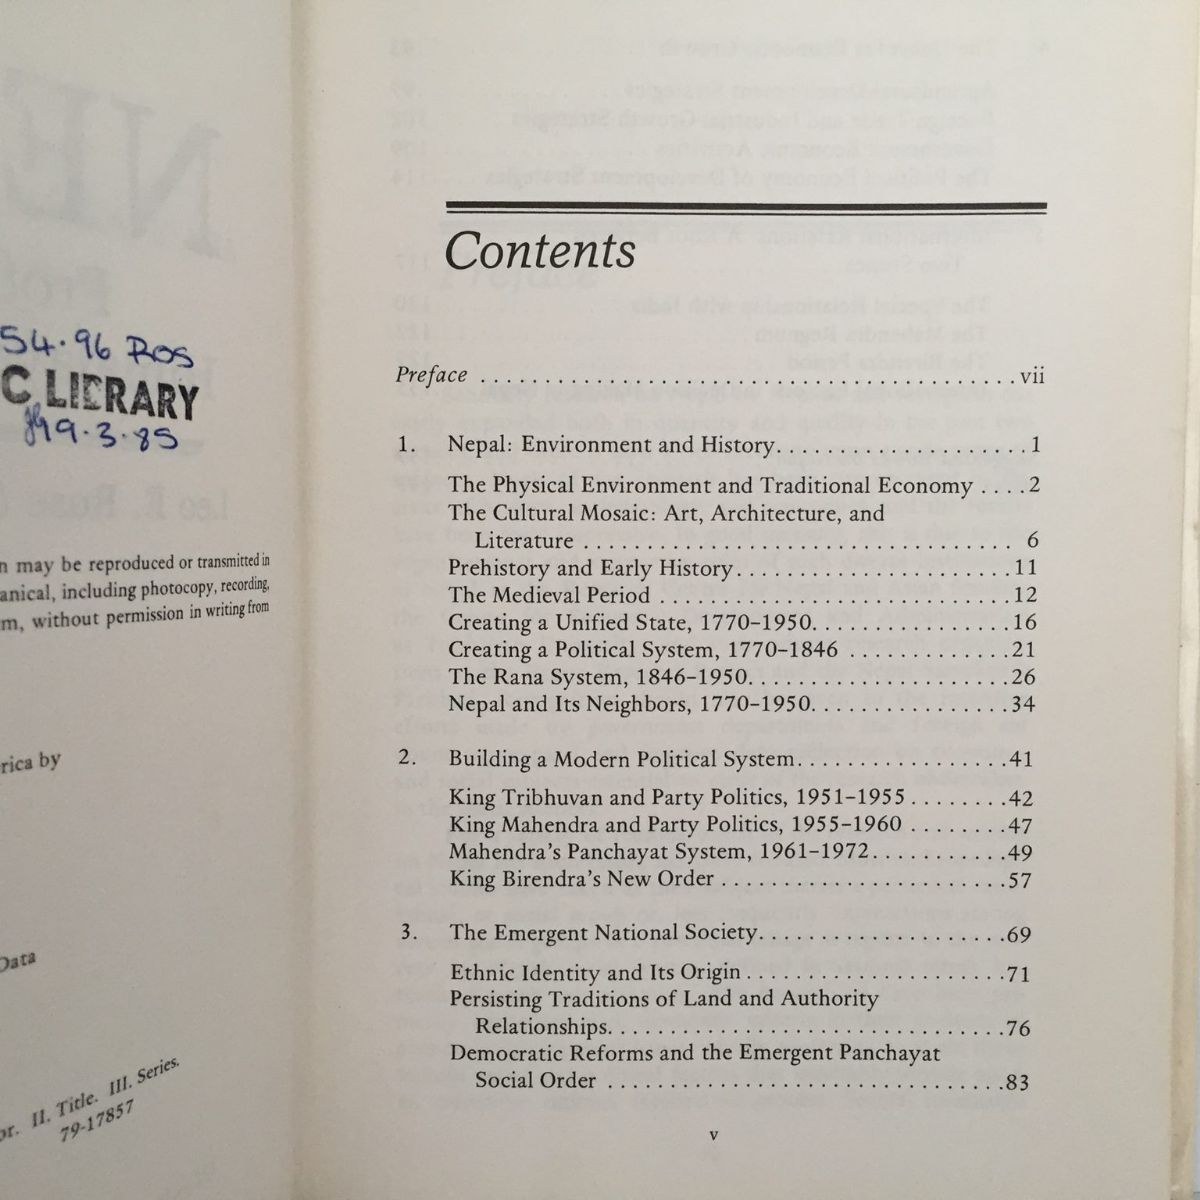 54.96 ROS
C LIBRARY
19.3.85
n may be reproduced or transmitted in
anical, including photocopy, recording,
m, without permission in writing from
rica by
Data
or. II. Title. III. Series.
79-17857
Contents
Preface ........................................ vii
1. Nepal: Environment and History.................... 1
The Physical Environment and Traditional Economy .... 2
The Cultural Mosaic: Art, Architecture, and
Literature .................................. 6
Prehistory and Early History...................... 11
The Medieval Period ............................ 12
Creating a Unified State, 1770–1950................ 16
Creating a Political System, 1770–1846 ............. 21
The Rana System, 1846–1950..................... 26
Nepal and Its Neighbors, 1770–1950................ 34
2. Building a Modern Political System................. 41
King Tribhuvan and Party Politics, 1951–1955 ........ 42
King Mahendra and Party Politics, 1955–1960 ........ 47
Mahendra's Panchayat System, 1961–1972........... 49
King Birendra's New Order ....................... 57
3. The Emergent National Society.................... 69
Ethnic Identity and Its Origin ..................... 71
Persisting Traditions of Land and Authority
Relationships................................ 76
Democratic Reforms and the Emergent Panchayat
Social Order ................................ 83
v